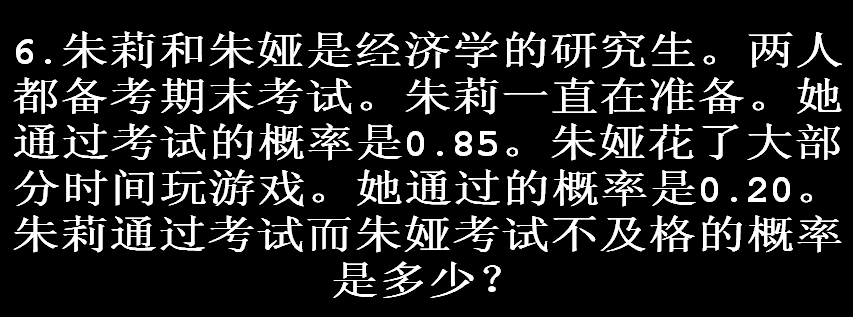 6.朱莉和朱娅是经济学的研究生。两人
都备考期末考试。朱莉一直在准备。她
通过考试的概率是0.85。朱娅花了大部
分时间玩游戏。她通过的概率是0.20。
朱莉通过考试而朱娅考试不及格的概率
是多少？